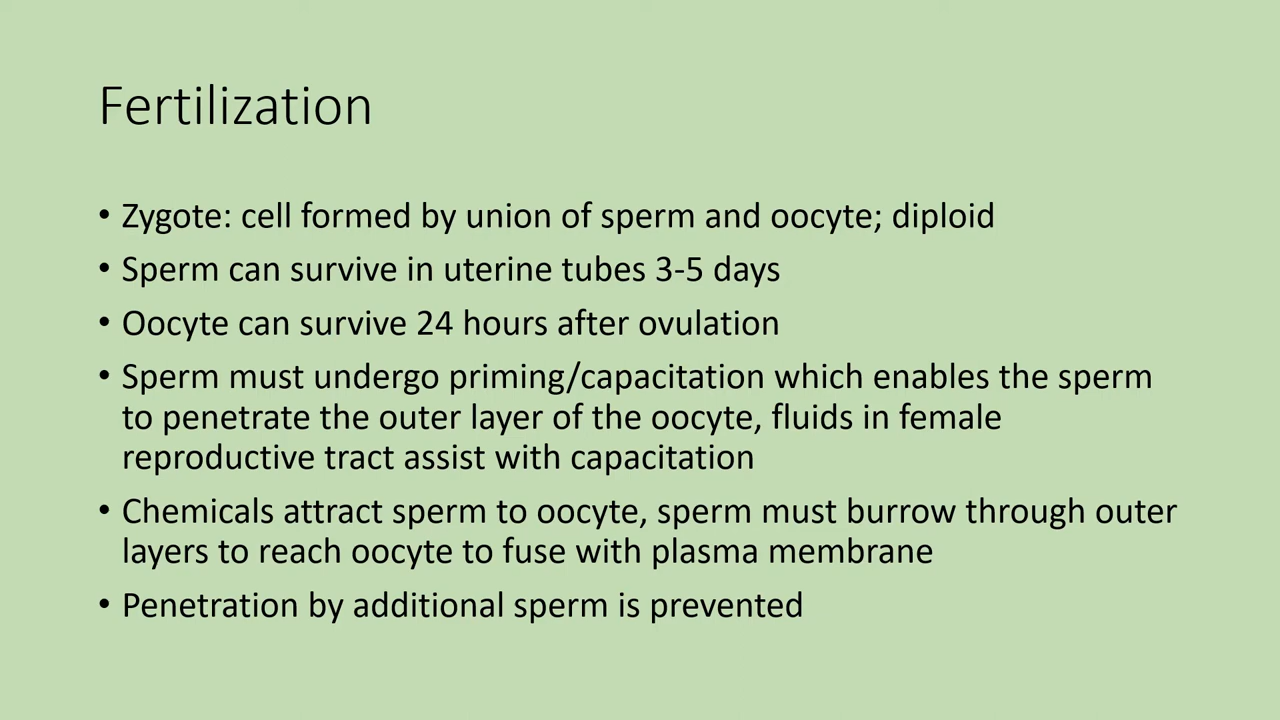 Fertilization
• Zygote: cell formed by union of sperm and oocyte; diploid
• Sperm can survive in uterine tubes 3-5 days
• Oocyte can survive 24 hours after ovulation
• Sperm must undergo priming/capacitation which enables the sperm
to penetrate the outer layer of the oocyte, fluids in female
reproductive tract assist with capacitation
• Chemicals attract sperm to oocyte, sperm must burrow through outer
layers to reach oocyte to fuse with plasma membrane
• Penetration by additional sperm is prevented